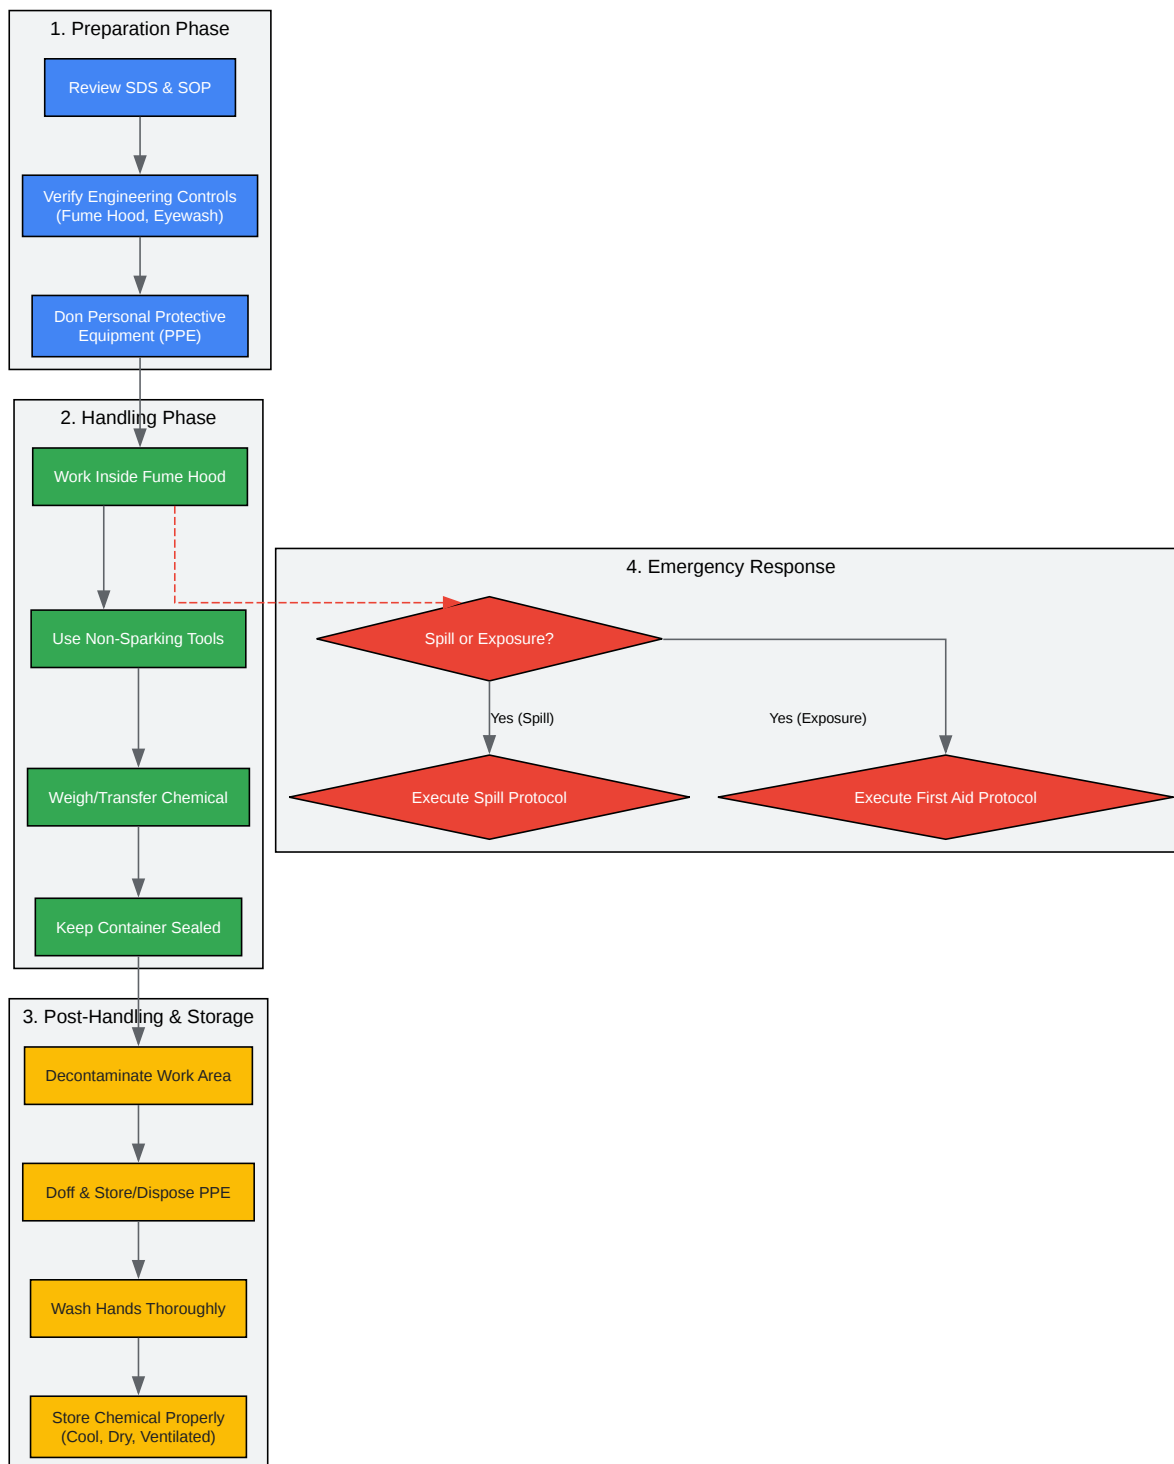 1. Preparation Phase
Review SDS & SOP
Verify Engineering Controls
(Fume Hood, Eyewash)
Don Personal Protective
Equipment (PPE)
2. Handling Phase
Work Inside Fume Hood
Use Non-Sparking Tools
Weigh/Transfer Chemical
Keep Container Sealed
4. Emergency Response
Spill or Exposure?
Yes (Spill)
Yes (Exposure)
Execute Spill Protocol
Execute First Aid Protocol
3. Post-Handling & Storage
Decontaminate Work Area
Doff & Store/Dispose PPE
Wash Hands Thoroughly
Store Chemical Properly
(Cool, Dry, Ventilated)